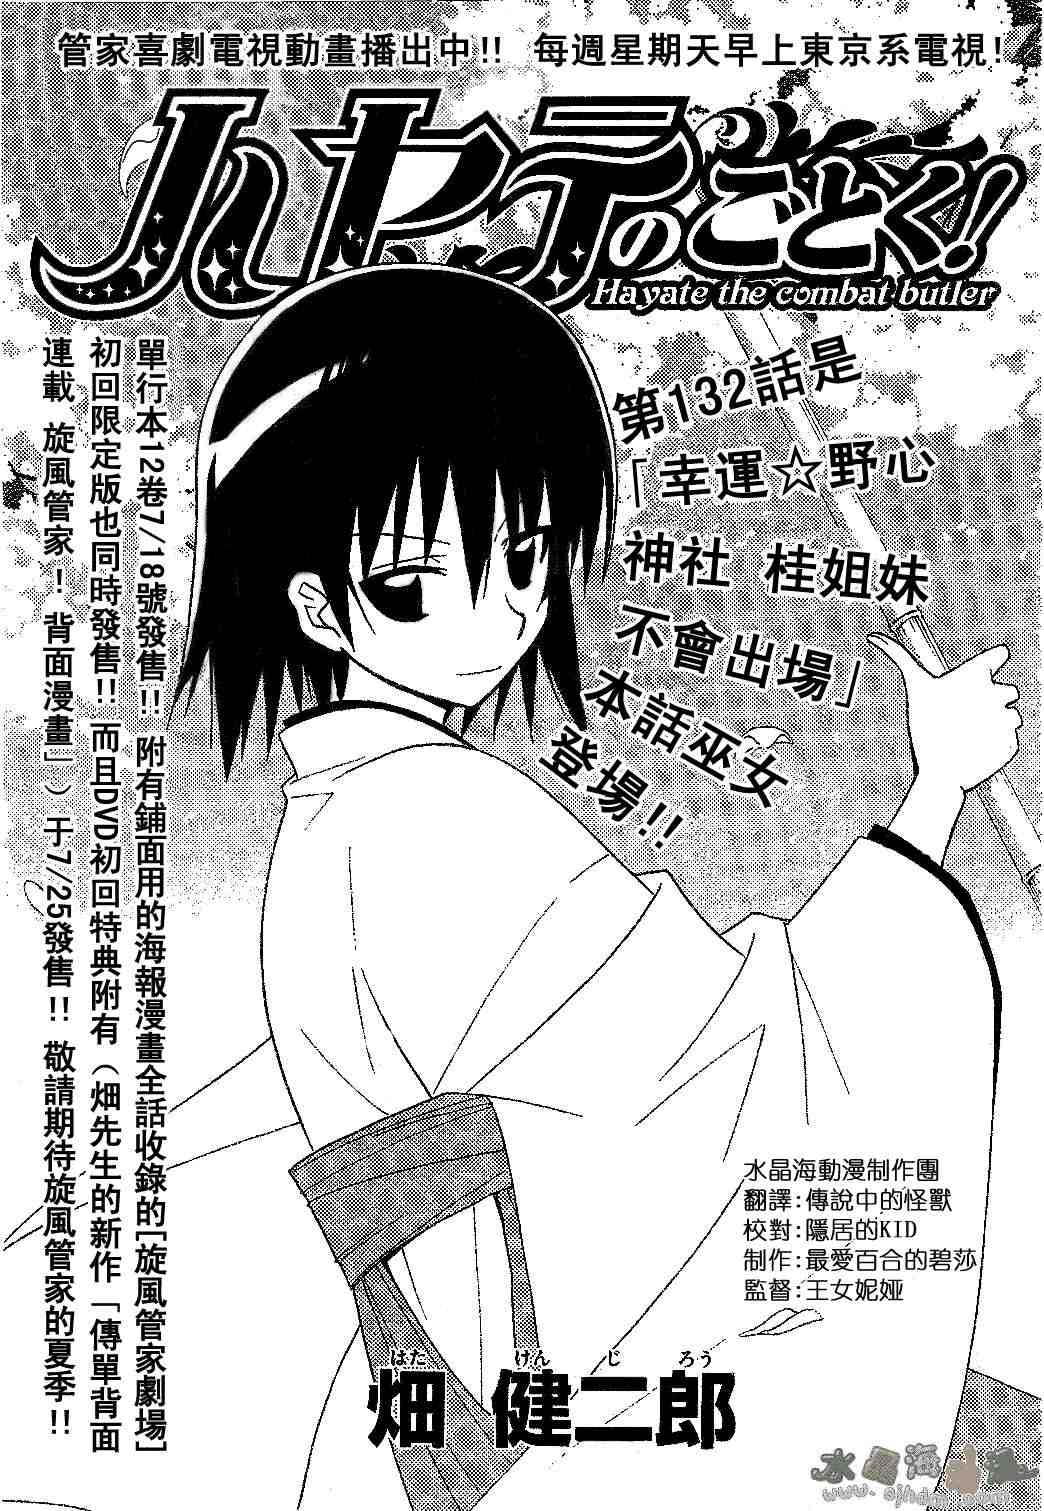 管家喜劇電視動畫播出中!! 每週星期天早上東京系電視!
ハヤテのごとく!!
Hayate the combat butler
第132話是
「幸運☆野心
神社 桂姐妹
不會出場」
本話巫女
登場!!
單行本12卷7/18號發售!! 附有鋪面用的海報漫畫全話收錄的[旋風管家劇場]
初回限定版也同時發售!! 而且DVD初回特典附有(畑先生的新作「傳單背面
連載 旋風管家! 背面漫畫」)于7/25發售!! 敬請期待旋風管家的夏季!!
水晶海動漫制作團
翻譯:傳說中的怪獸
校對:隱居的KID
制作:最愛百合的碧莎
監督:王女妮娅
はた けん じ ろう
畑 健二郎
水晶海